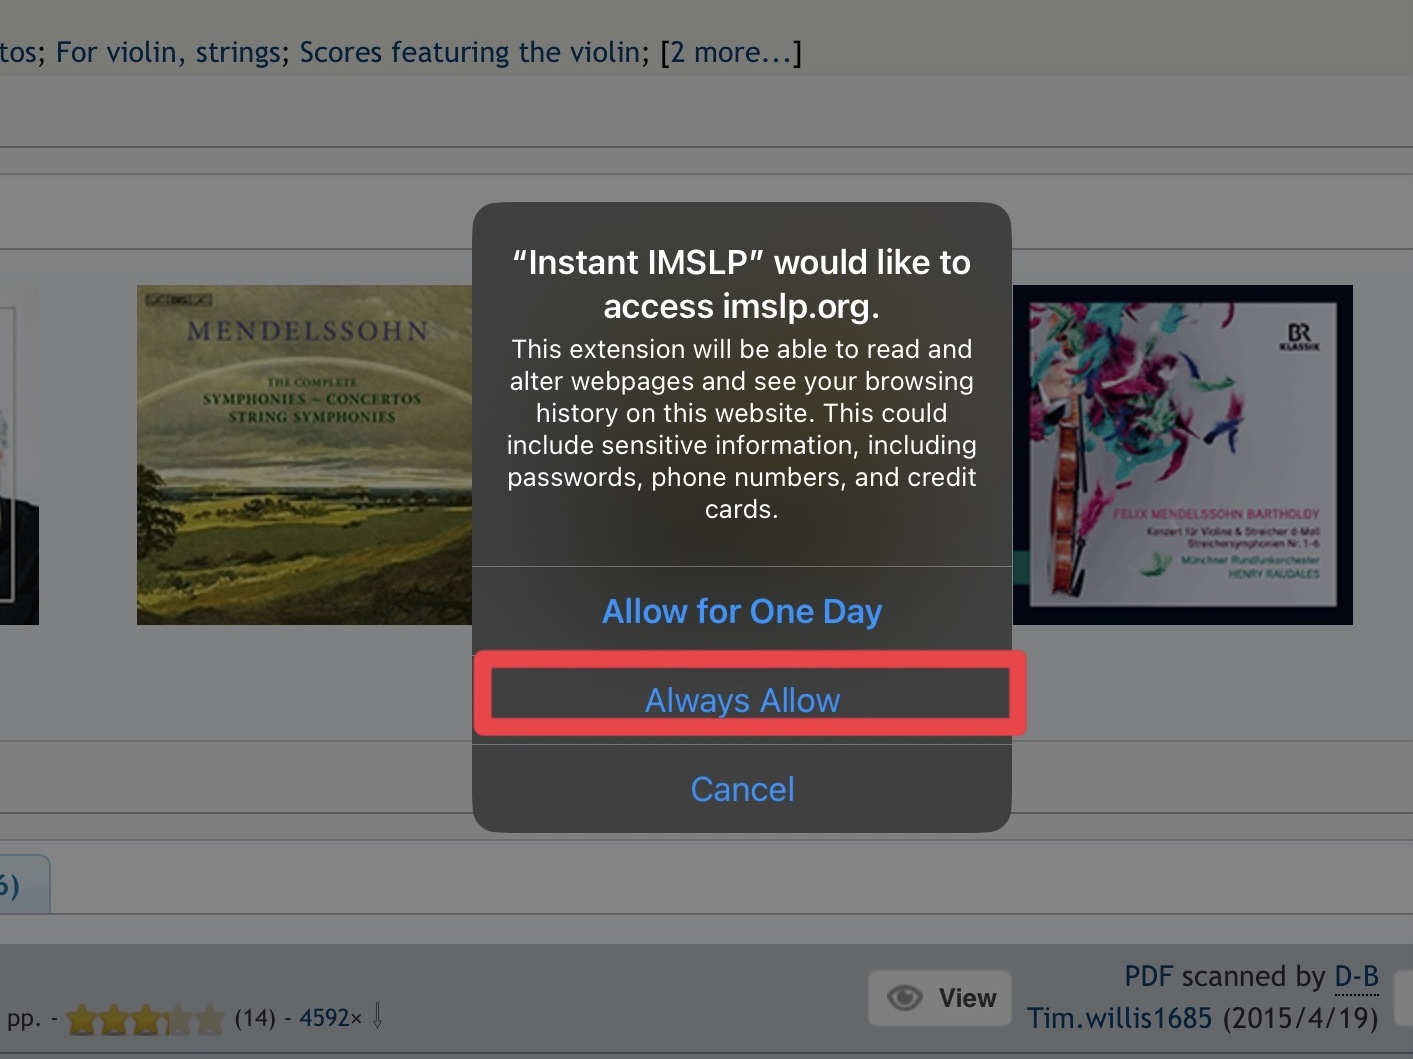 tos; For violin, strings; Scores featuring the violin; [2 more...]
“Instant IMSLP” would like to
access imslp.org.
This extension will be able to read and
alter webpages and see your browsing
history on this website. This could
include sensitive information, including
passwords, phone numbers, and credit
cards.
Allow for One Day
Always Allow
Cancel
MENDELSSOHN
THE COMPLETE
SYMPHONIES ~ CONCERTOS
STRING SYMPHONIES
BR
KLASSIK
FELIX MENDELSSOHN BARTHOLDY
Konzert für Violine & Streicher d-Moll
Streichersymphonien Nr. 1–6
Münchner Rundfunkorchester
HENRY RAUDALES
6)
pp. - (14) - 4592×
View
PDF scanned by D-B
Tim.willis1685 (2015/4/19)